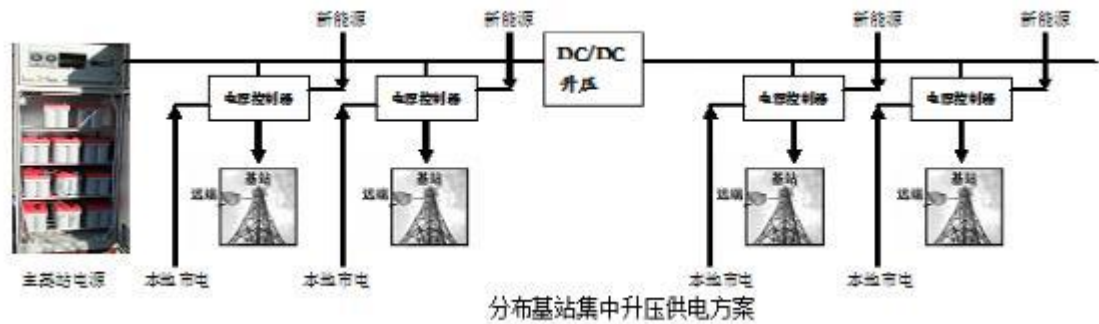 新能源 新能源 新能源 新能源
DC/DC
升压
电源控制器 电源控制器 电源控制器 电源控制器
基站 基站 基站 基站
远端 远端 远端 远端
主基站电源 本地市电 本地市电 本地市电 本地市电
分布基站集中升压供电方案